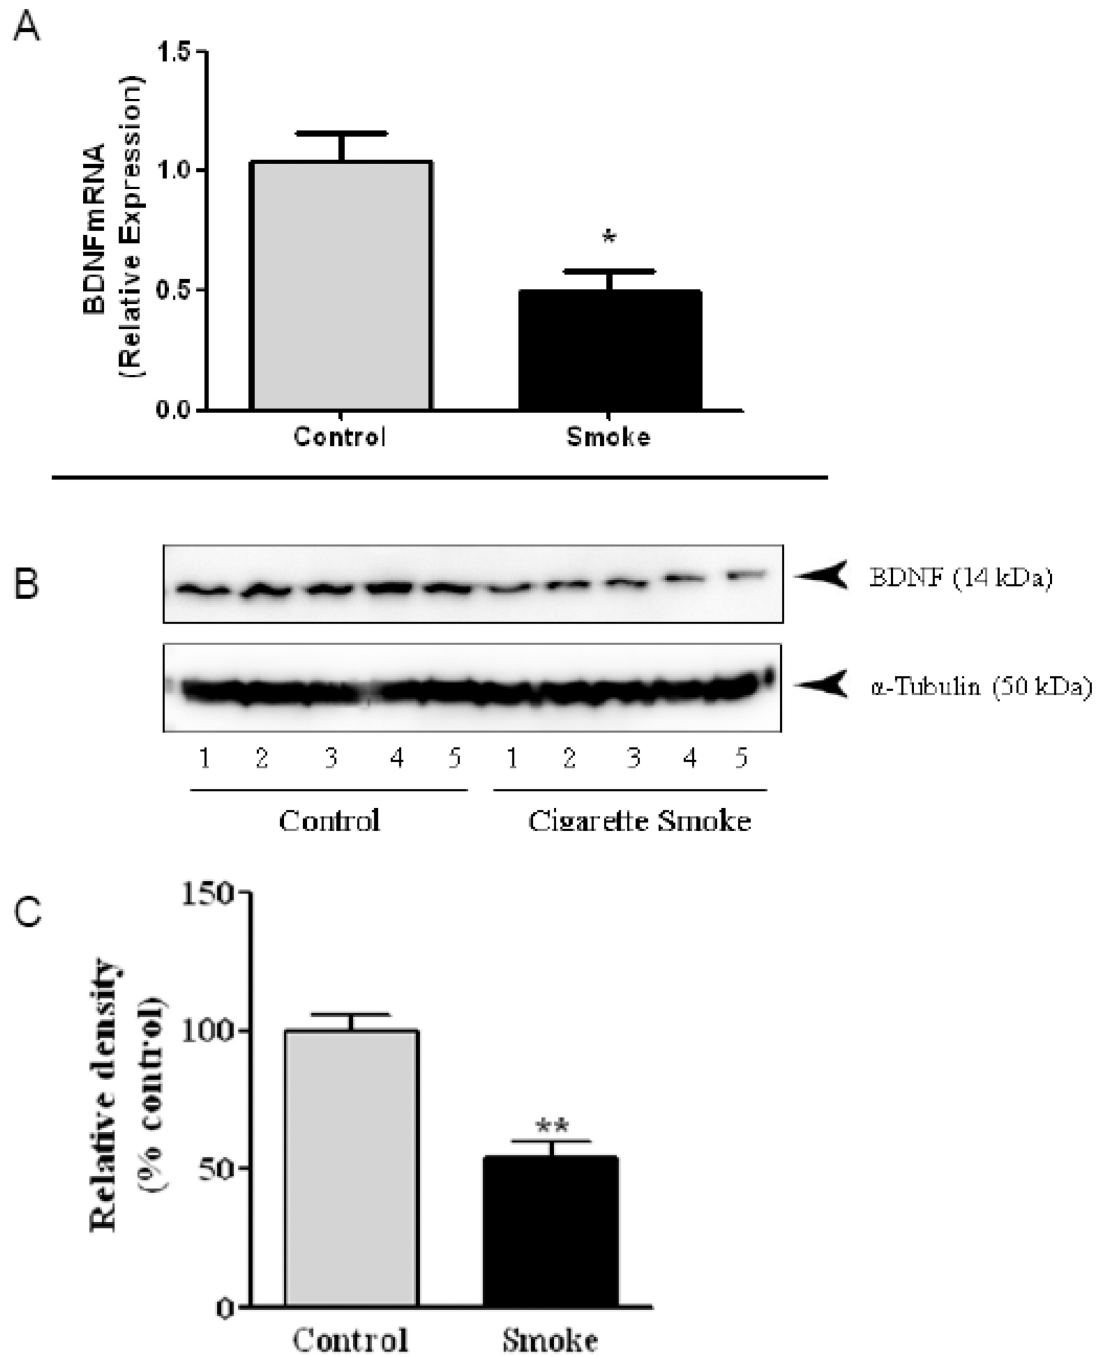 A
1.5
1.0
0.5
0.0
BDNFmRNA
(Relative Expression)
*
Control
Smoke
B
BDNF (14 kDa)
α-Tubulin (50 kDa)
1 2 3 4 5 1 2 3 4 5
Control
Cigarette Smoke
C
150
100
50
0
Relative density
(% control)
**
Control
Smoke